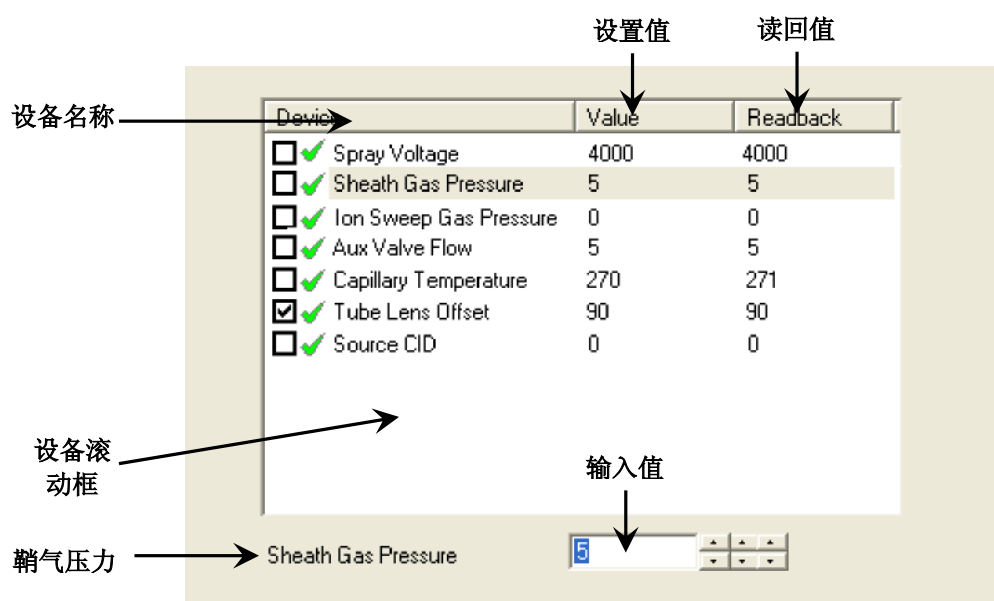 设置值 读回值
设备名称
Device Value Readback
Spray Voltage 4000 4000
Sheath Gas Pressure 5 5
Ion Sweep Gas Pressure 0 0
Aux Valve Flow 5 5
Capillary Temperature 270 271
Tube Lens Offset 90 90
Source CID 0 0
设备滚
动框
输入值
鞘气压力
Sheath Gas Pressure 5